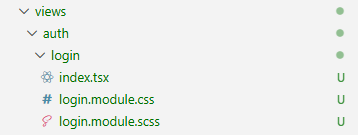 views
auth
login
index.tsx U
# login.module.css U
login.module.scss U